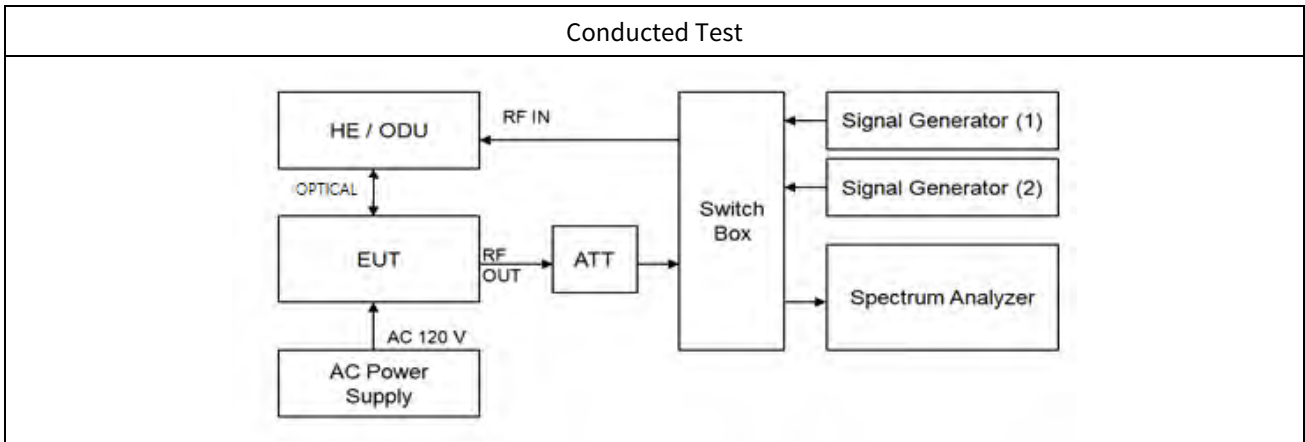 Conducted Test
HE / ODU
RF IN
Signal Generator (1)
OPTICAL
Signal Generator (2)
Switch
Box
EUT
RF
OUT
ATT
Spectrum Analyzer
AC 120 V
AC Power
Supply